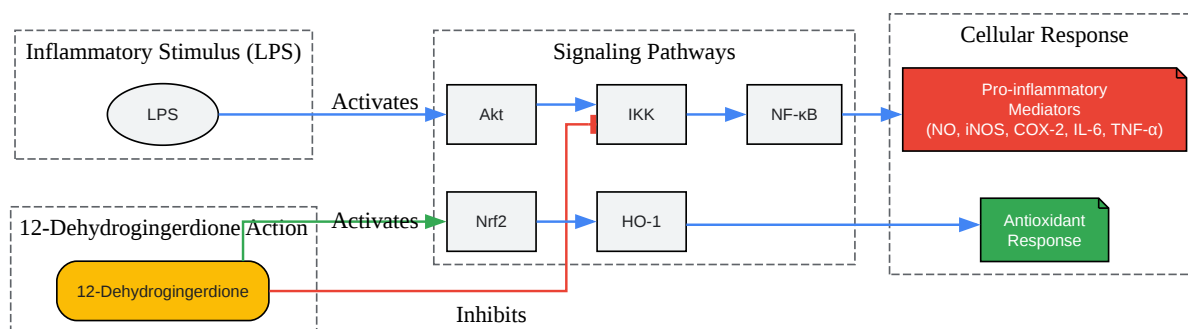 Inflammatory Stimulus (LPS)
LPS
Activates
Signaling Pathways
Akt
IKK
NF-κB
Cellular Response
Pro-inflammatory
Mediators
(NO, iNOS, COX-2, IL-6, TNF-α)
12-Dehydrogingerdione Action
12-Dehydrogingerdione
Activates
Nrf2
HO-1
Antioxidant
Response
Inhibits